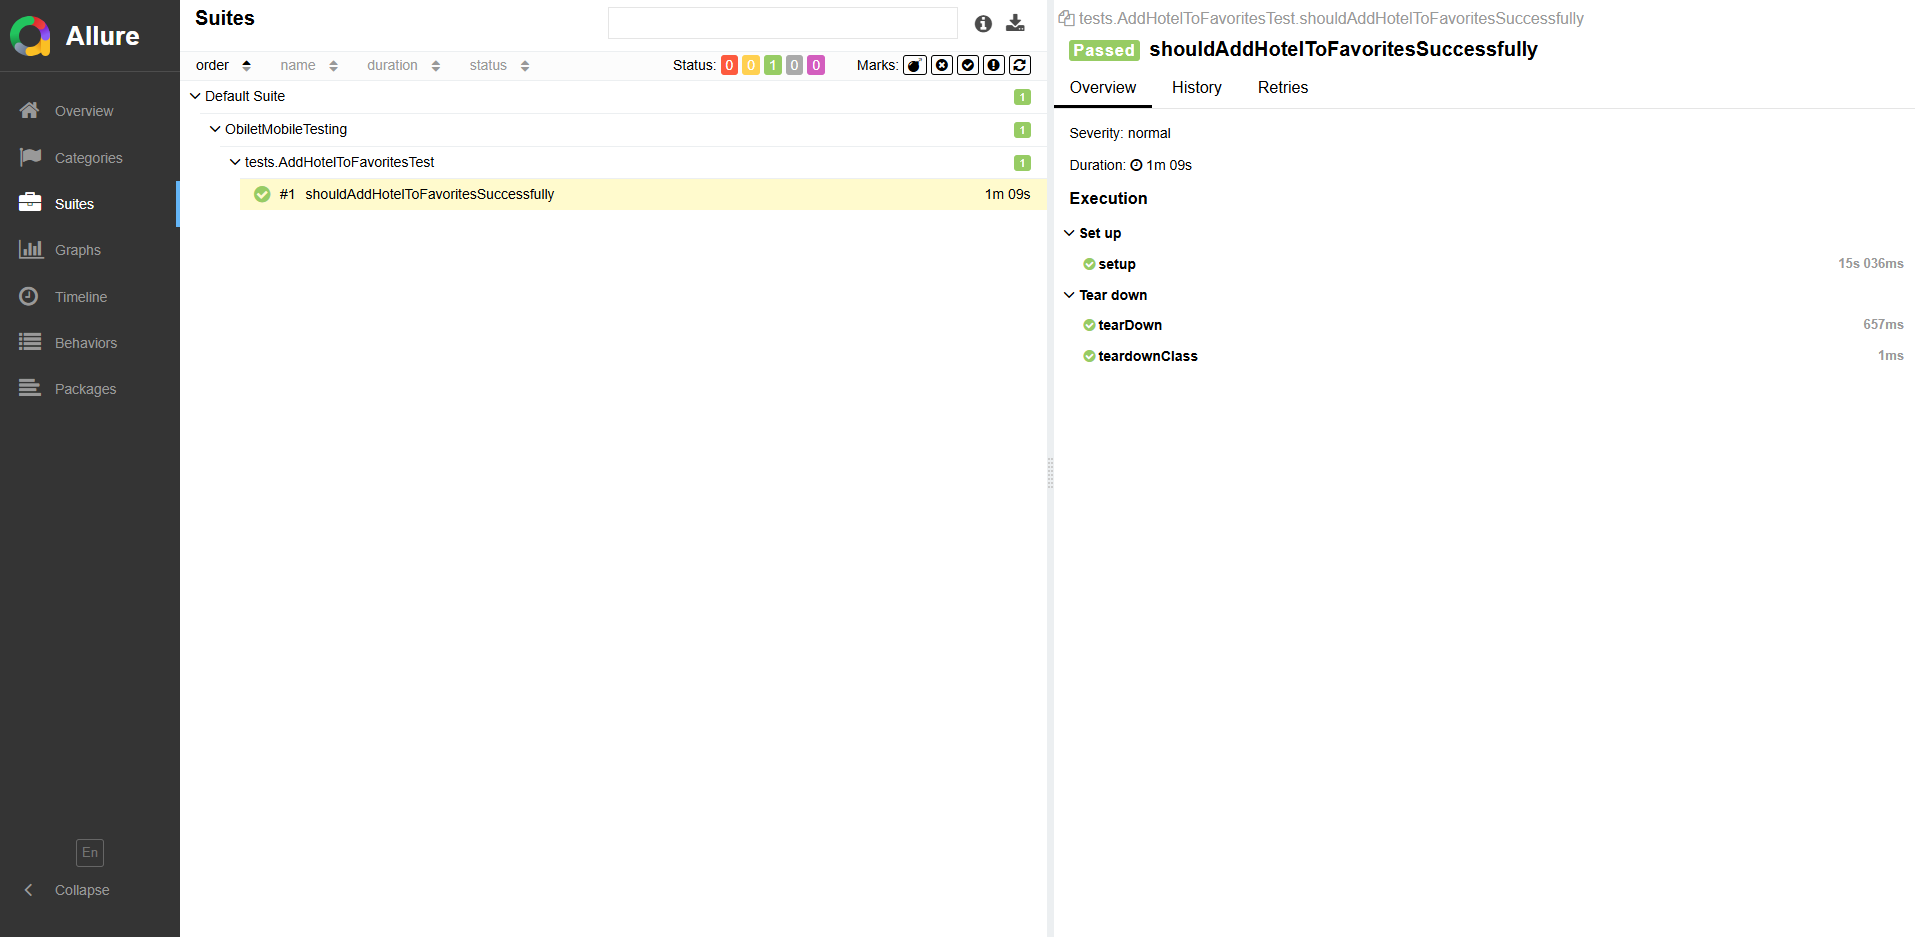 Allure
Overview
Categories
Suites
Graphs
Timeline
Behaviors
Packages
En
Collapse
Suites
order name duration status Status: 0 0 1 0 0 Marks:
Default Suite 1
ObiletMobileTesting 1
tests.AddHotelToFavoritesTest 1
#1 shouldAddHotelToFavoritesSuccessfully 1m 09s
tests.AddHotelToFavoritesTest.shouldAddHotelToFavoritesSuccessfully
Passed shouldAddHotelToFavoritesSuccessfully
Overview History Retries
Severity: normal
Duration: 1m 09s
Execution
Set up
setup 15s 036ms
Tear down
tearDown 657ms
teardownClass 1ms